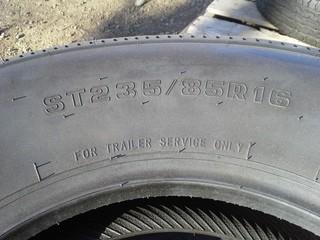 ST235/85R16
FOR TRAILER SERVICE ONLY